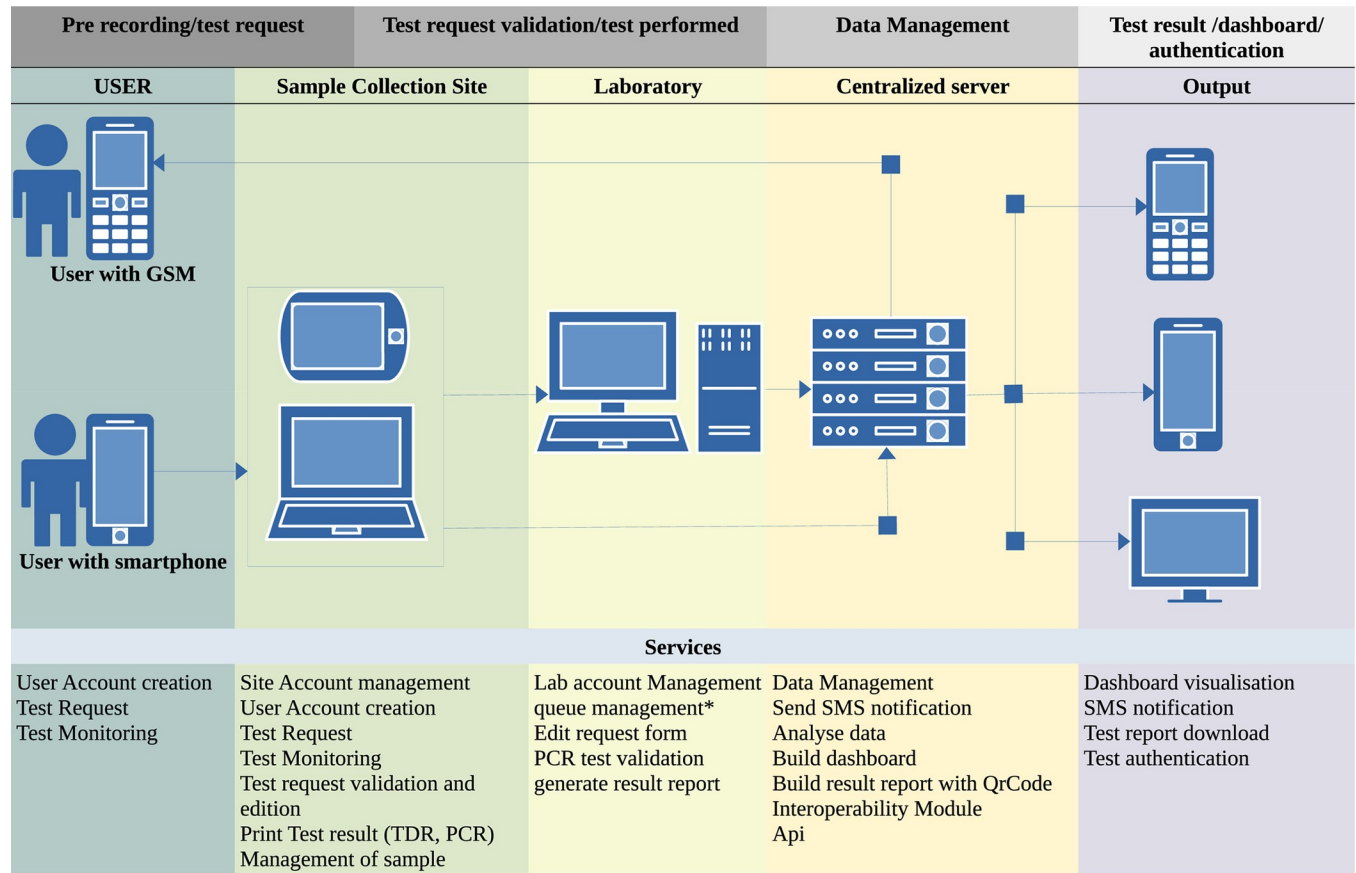 Pre recording/test request
Test request validation/test performed
Data Management
Test result /dashboard/
authentication
USER
Sample Collection Site
Laboratory
Centralized server
Output
User with GSM
User with smartphone
Services
User Account creation
Test Request
Test Monitoring
Site Account management
User Account creation
Test Request
Test Monitoring
Test request validation and
edition
Print Test result (TDR, PCR)
Management of sample
Lab account Management
queue management*
Edit request form
PCR test validation
generate result report
Data Management
Send SMS notification
Analyse data
Build dashboard
Build result report with QrCode
Interoperability Module
Api
Dashboard visualisation
SMS notification
Test report download
Test authentication